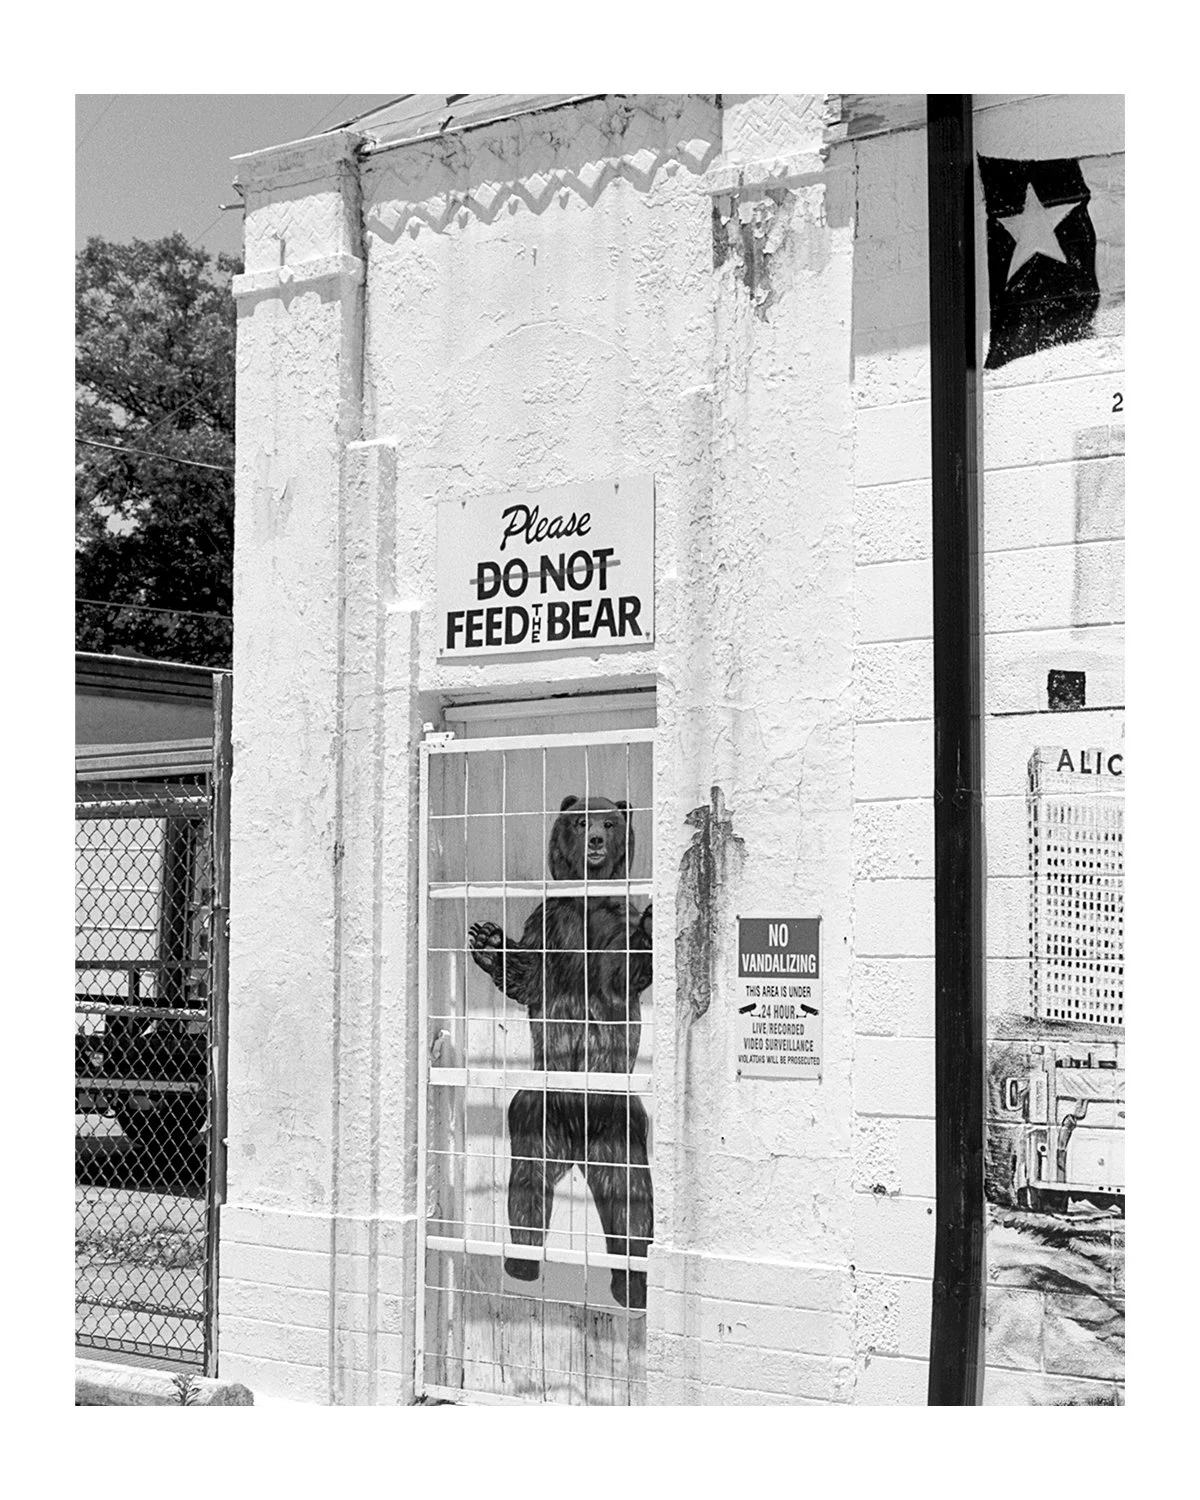 Please
DO NOT
FEED THE BEAR
NO
VANDALIZING
THIS AREA IS UNDER
24 HOUR
LIVE RECORDED
VIDEO SURVEILLANCE
VIOLATORS WILL BE PROSECUTED
2
ALIC